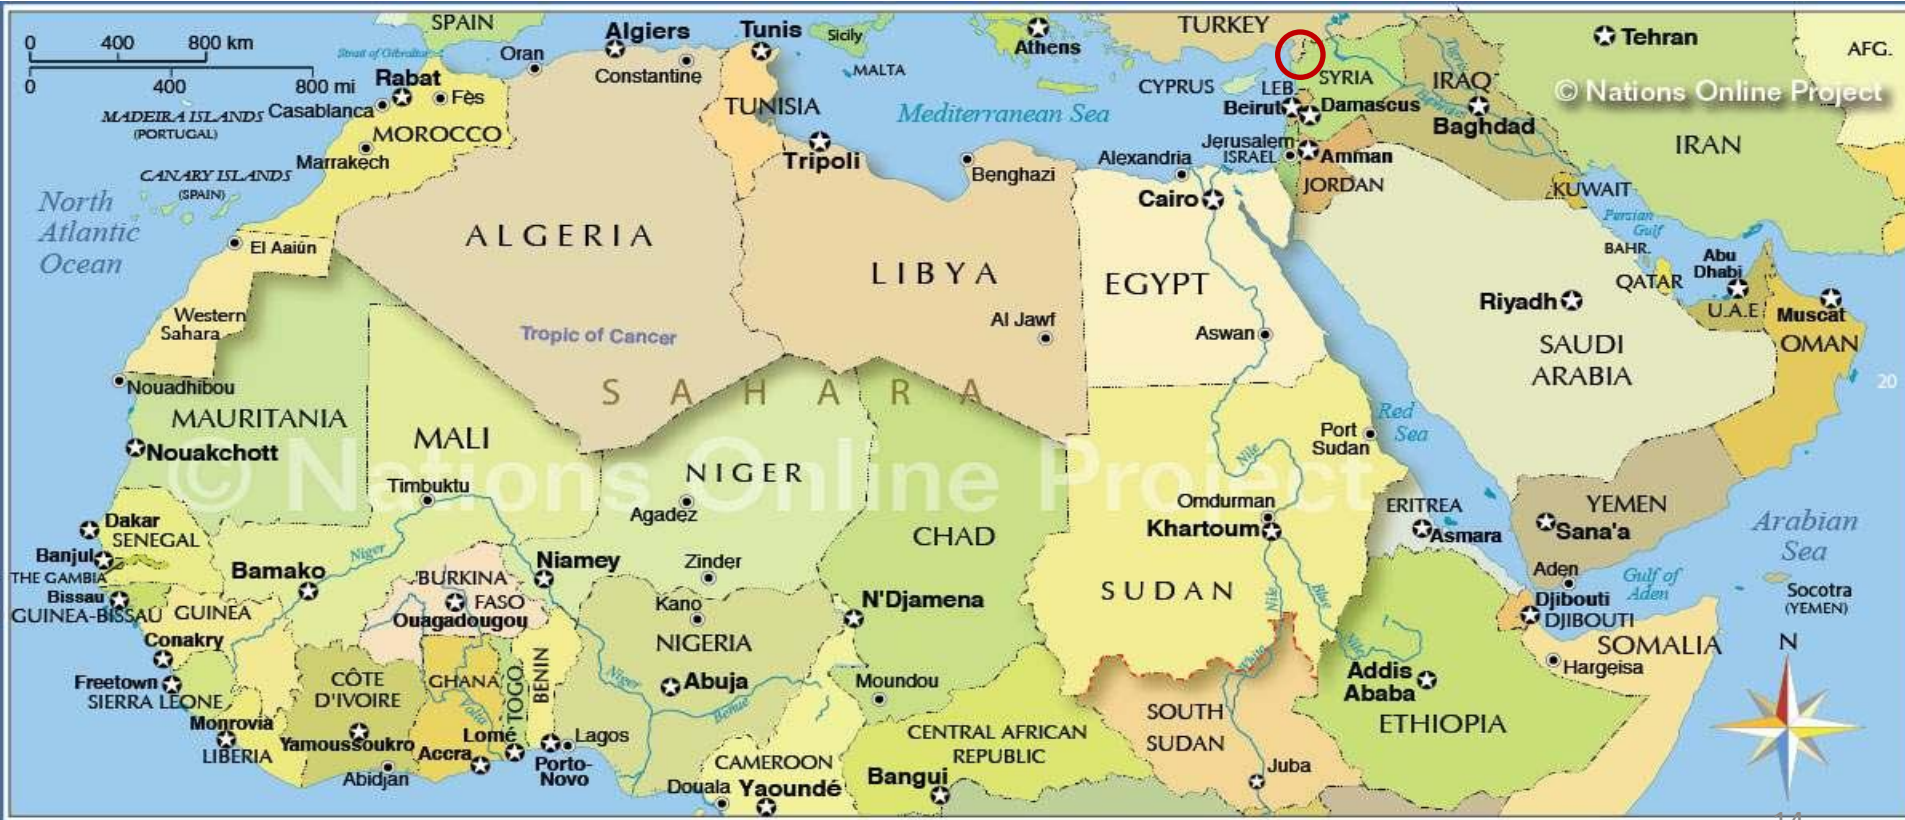 SPAIN
Algiers
Tunis
Sicily
Athens
TURKEY
Tehran
AFG.
0 400 800 km
0 400 800 mi
Strait of Gibraltar
Oran
Constantine
MALTA
CYPRUS
LEB.
SYRIA
IRAQ
Tigris
Euphrates
© Nations Online Project
Rabat
Fès
Casablanca
MADEIRA ISLANDS
(PORTUGAL)
MOROCCO
Marrakech
TUNISIA
Mediterranean Sea
Beirut
Damascus
Baghdad
IRAN
Tripoli
Benghazi
Alexandria
Jerusalem
ISRAEL
Amman
JORDAN
KUWAIT
CANARY ISLANDS
(SPAIN)
North
Atlantic
Ocean
El Aaiún
ALGERIA
LIBYA
Cairo
EGYPT
Persian
Gulf
BAHR.
QATAR
Abu
Dhabi
U.A.E
Muscat
OMAN
Riyadh
SAUDI
ARABIA
Western
Sahara
Tropic of Cancer
Al Jawf
Aswan
Nouadhibou
SAHARA
20
MAURITANIA
Nouakchott
MALI
NIGER
Red
Sea
Port
Sudan
Nile
© Nations Online Project
Timbuktu
Agadez
CHAD
Omdurman
Khartoum
ERITREA
Asmara
YEMEN
Sana'a
Arabian
Sea
Dakar
SENEGAL
Banjul
THE GAMBIA
Bissau
GUINEA-BISSAU
GUINEA
Conakry
Bamako
Niger
BURKINA
FASO
Ouagadougou
Niamey
Zinder
Kano
NIGERIA
N'Djamena
SUDAN
Nile
Blue
Nile
White
Aden
Gulf of
Aden
Socotra
(YEMEN)
Djibouti
DJIBOUTI
SOMALIA
Hargeisa
N
Freetown
SIERRA LEONE
Monrovia
LIBERIA
CÔTE
D'IVOIRE
Yamoussoukro
Abidjan
GHANA
Volta
Accra
TOGO
Lomé
BENIN
Porto-
Novo
Lagos
Niger
Abuja
Benue
Moundou
CENTRAL AFRICAN
REPUBLIC
Bangui
CAMEROON
Douala
Yaoundé
SOUTH
SUDAN
Juba
Addis
Ababa
ETHIOPIA